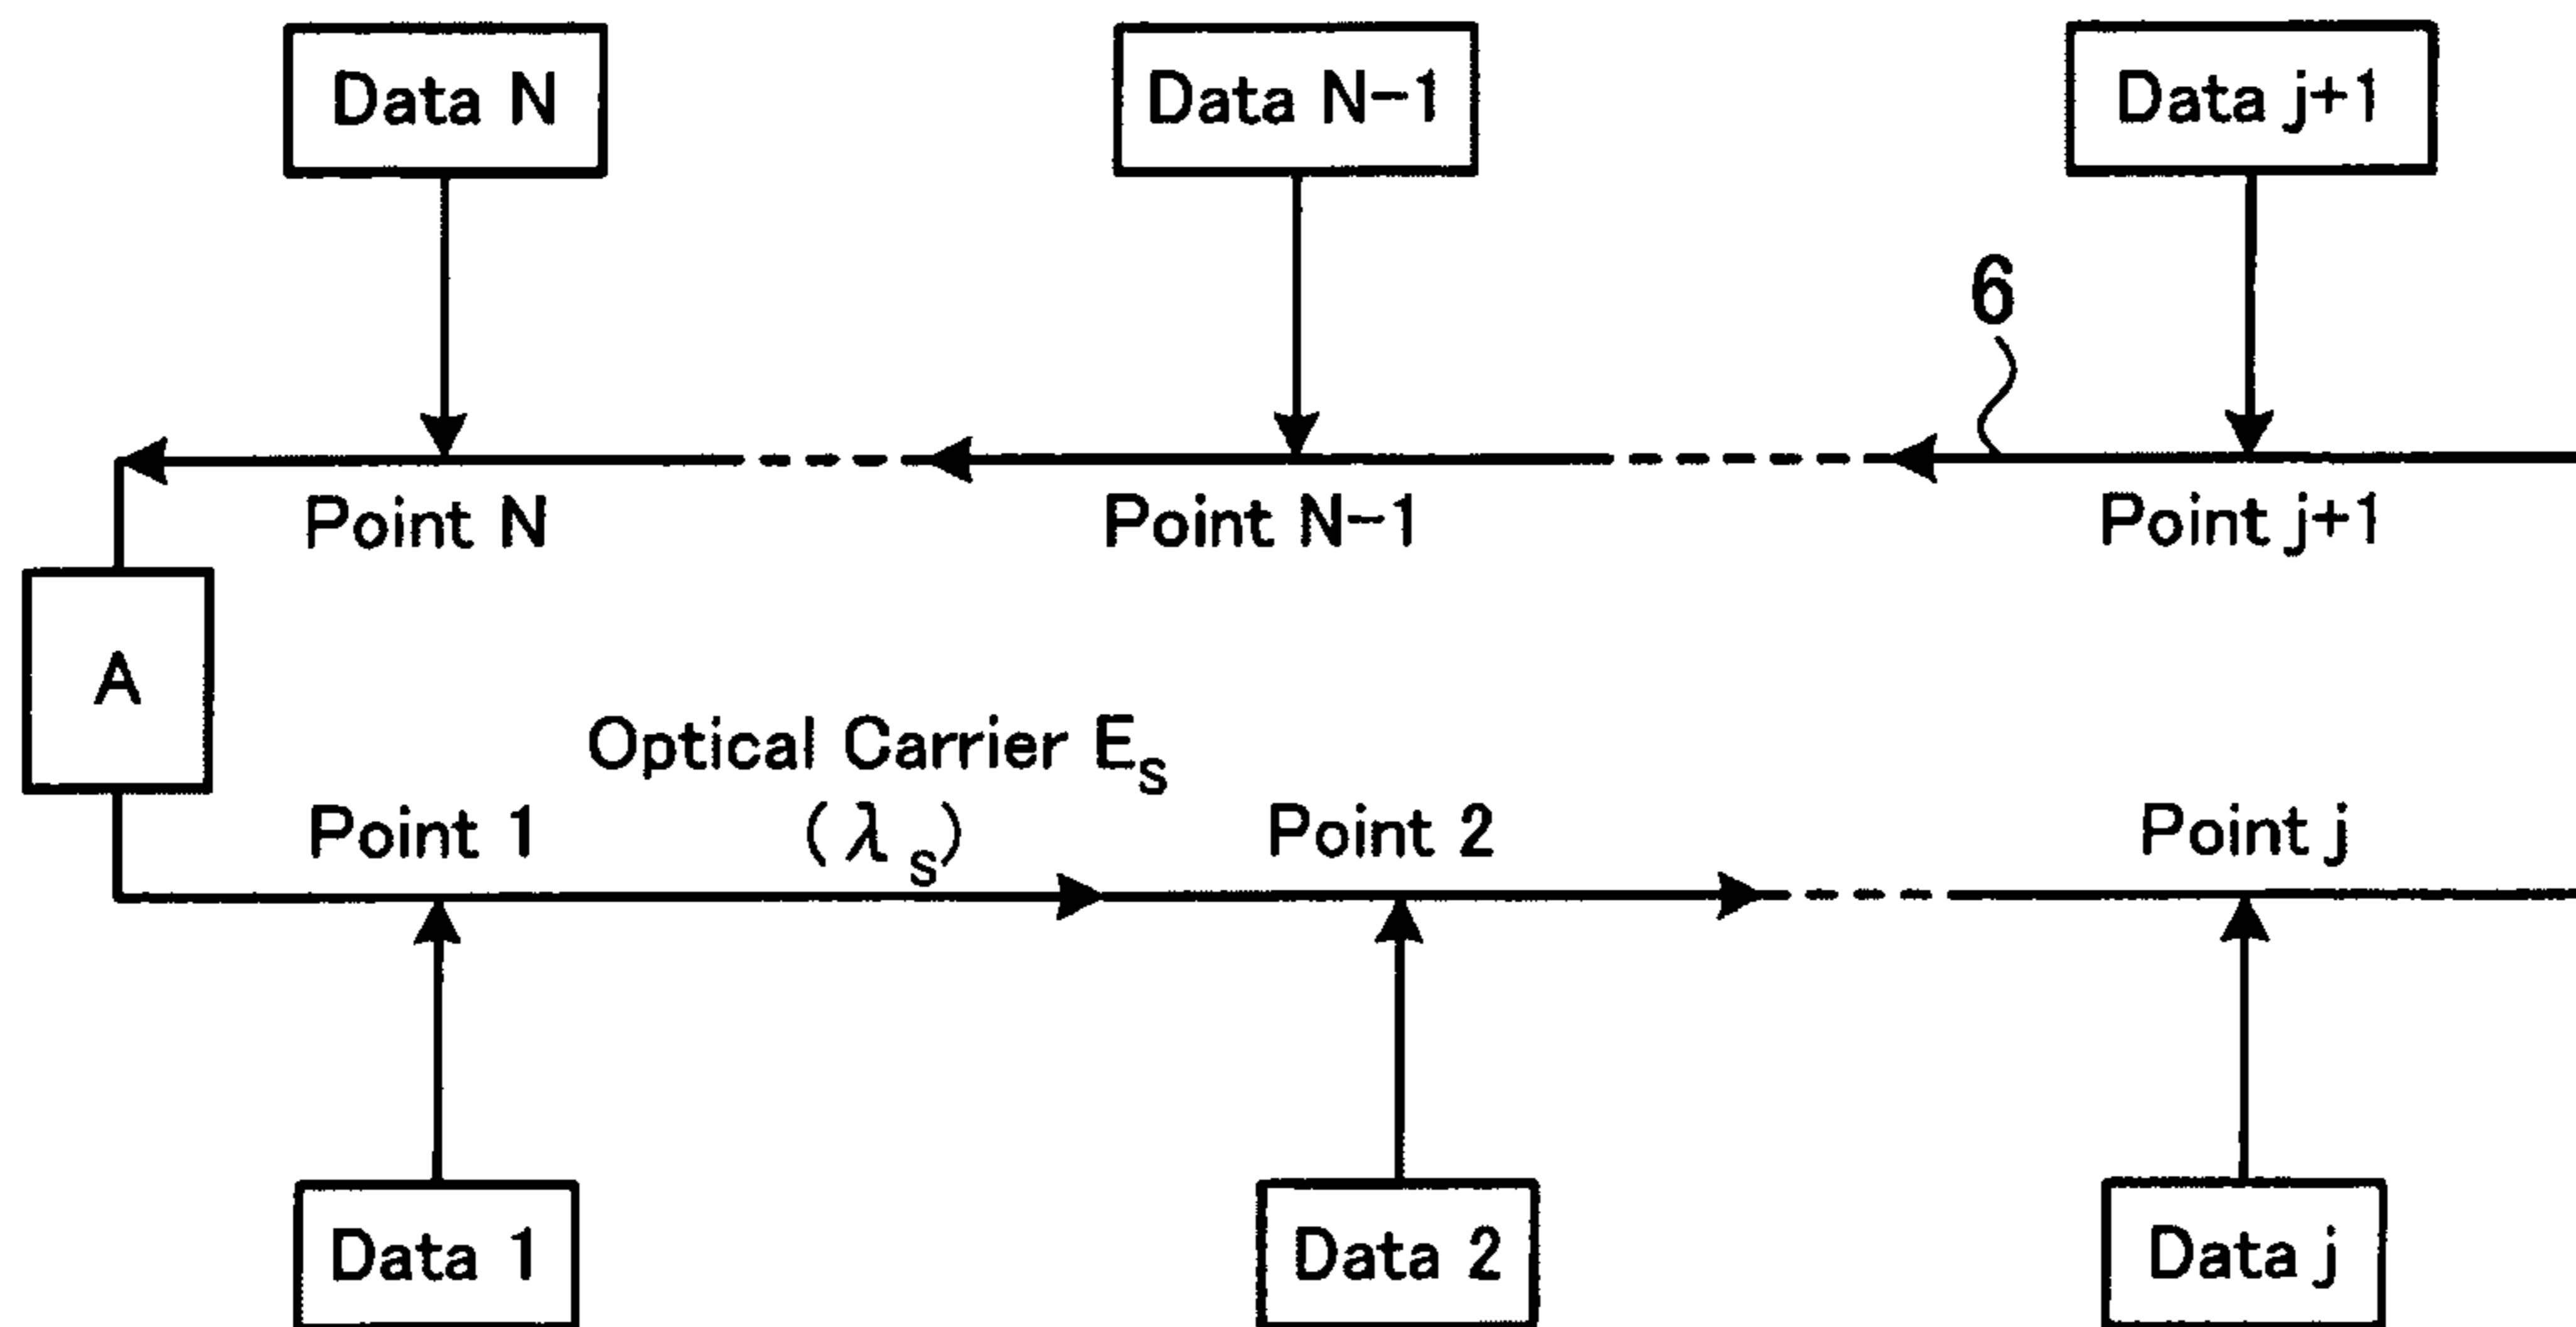 Data N
Data N-1
Data j+1
6
Point N
Point N-1
Point j+1
A
Optical Carrier E_S
(λ_S)
Point 1
Point 2
Point j
Data 1
Data 2
Data j